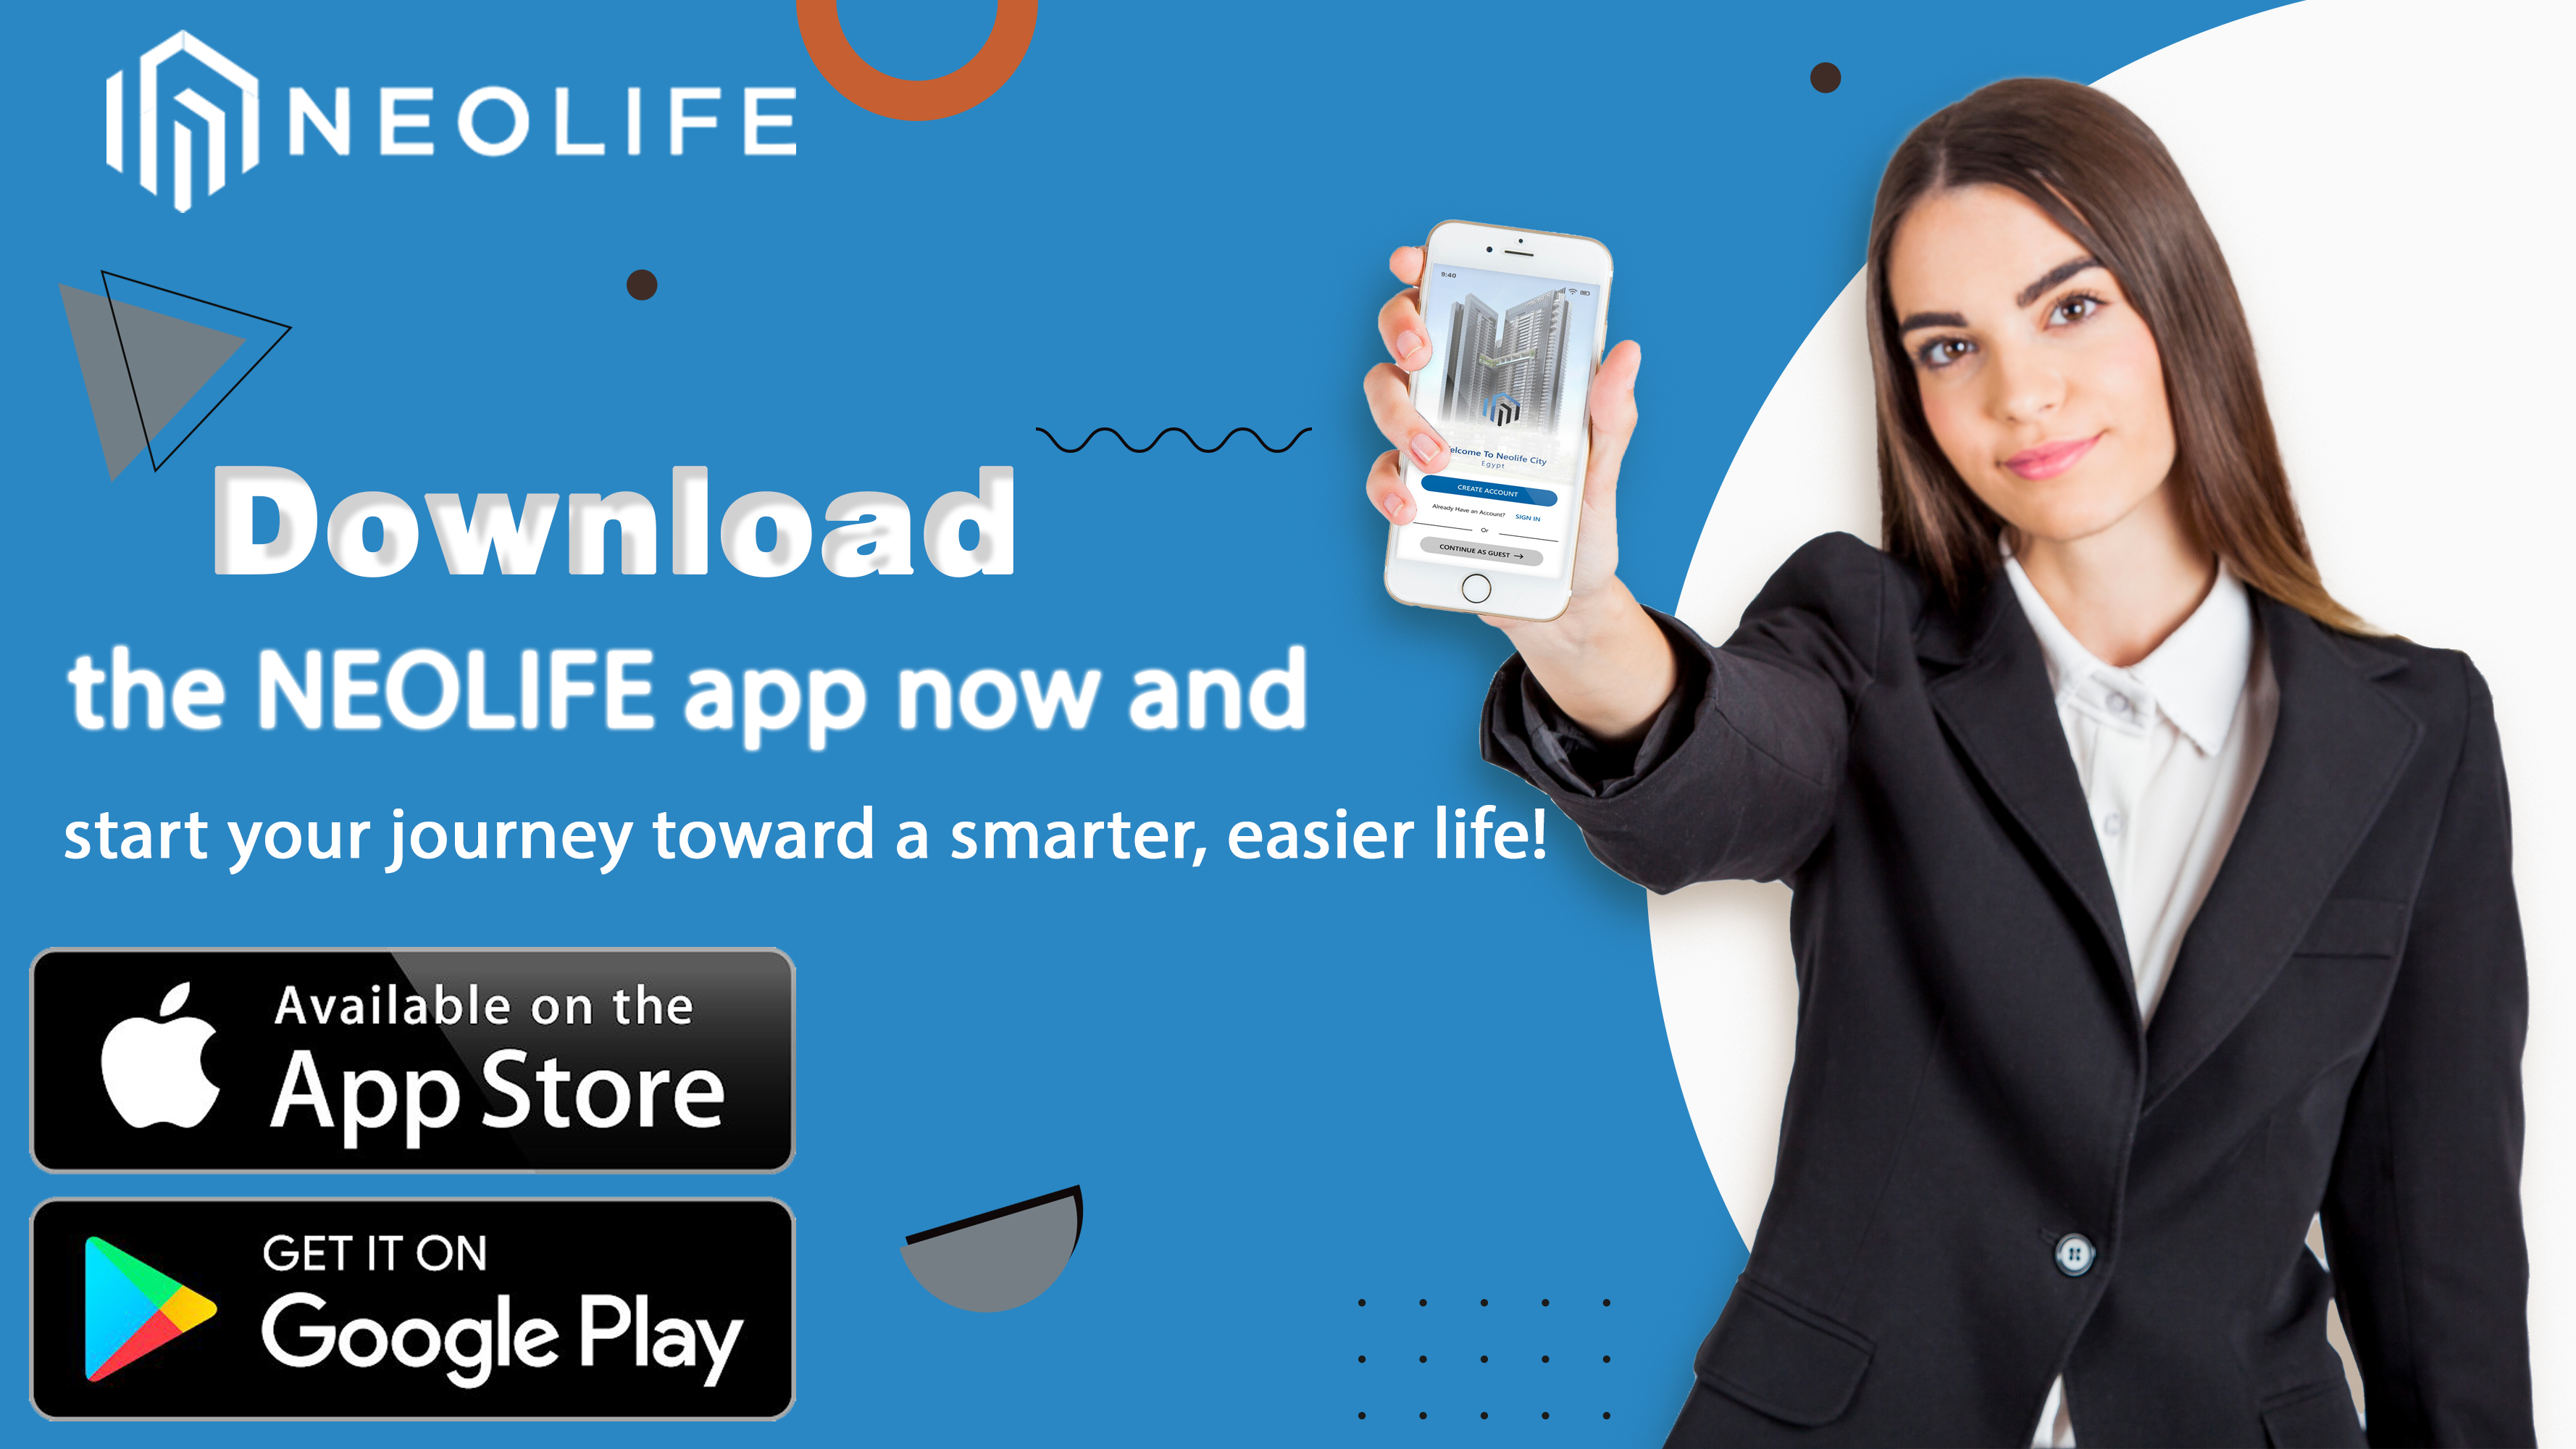 NEOLIFE
Download
the NEOLIFE app now and
start your journey toward a smarter, easier life!
9:40
elcome To Neolife City
Egypt
CREATE ACCOUNT
Already Have an Account? SIGN IN
Or
CONTINUE AS GUEST →
Available on the
App Store
GET IT ON
Google Play